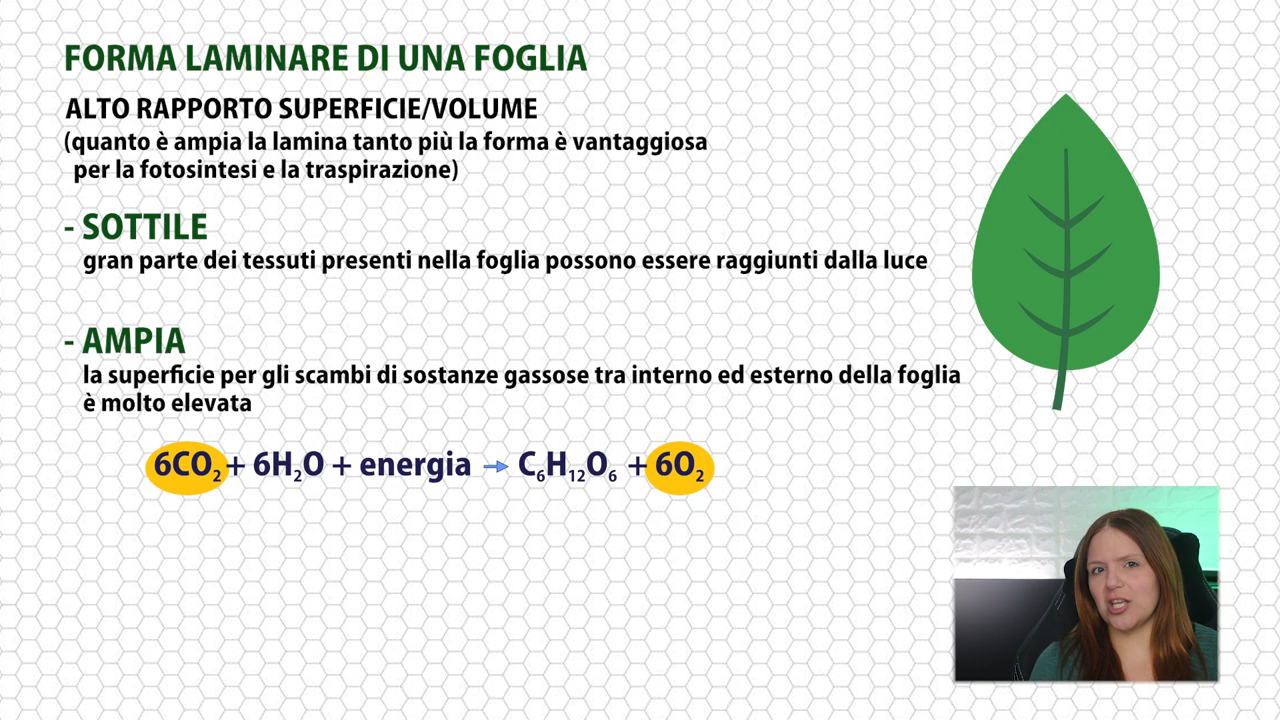 FORMA LAMINARE DI UNA FOGLIA
ALTO RAPPORTO SUPERFICIE/VOLUME
(quanto è ampia la lamina tanto più la forma è vantaggiosa
per la fotosintesi e la traspirazione)
- SOTTILE
gran parte dei tessuti presenti nella foglia possono essere raggiunti dalla luce
- AMPIA
la superficie per gli scambi di sostanze gassose tra interno ed esterno della foglia
è molto elevata
6CO₂ + 6H₂O + energia → C₆H₁₂O₆ + 6O₂